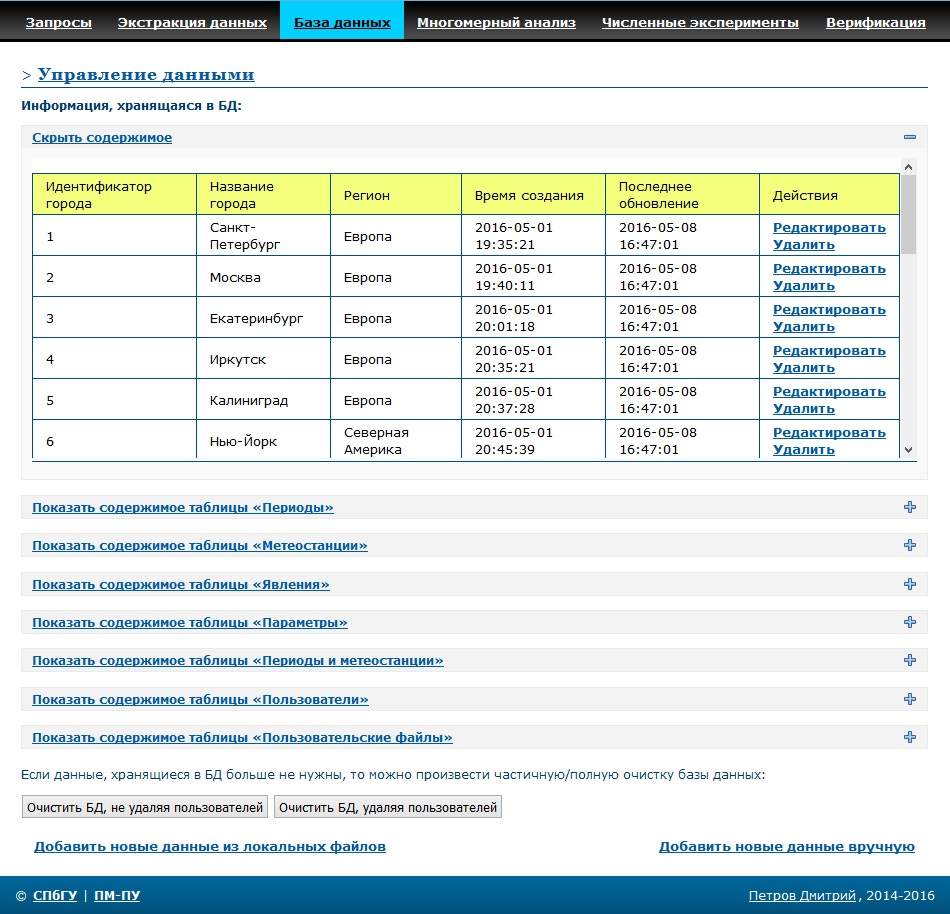 Запросы Экстракция данных База данных Многомерный анализ Численные эксперименты Верификация
> Управление данными
Информация, хранящаяся в БД:
Скрыть содержимое
Идентификатор города Название города Регион Время создания Последнее обновление Действия
1 Санкт-Петербург Европа 2016-05-01 19:35:21 2016-05-08 16:47:01 Редактировать Удалить
2 Москва Европа 2016-05-01 19:40:11 2016-05-08 16:47:01 Редактировать Удалить
3 Екатеринбург Европа 2016-05-01 20:01:18 2016-05-08 16:47:01 Редактировать Удалить
4 Иркутск Европа 2016-05-01 20:35:21 2016-05-08 16:47:01 Редактировать Удалить
5 Калиниград Европа 2016-05-01 20:37:28 2016-05-08 16:47:01 Редактировать Удалить
6 Нью-Йорк Северная Америка 2016-05-01 20:45:39 2016-05-08 16:47:01 Редактировать Удалить
Показать содержимое таблицы «Периоды»
Показать содержимое таблицы «Метеостанции»
Показать содержимое таблицы «Явления»
Показать содержимое таблицы «Параметры»
Показать содержимое таблицы «Периоды и метеостанции»
Показать содержимое таблицы «Пользователи»
Показать содержимое таблицы «Пользовательские файлы»
Если данные, хранящиеся в БД больше не нужны, то можно произвести частичную/полную очистку базы данных:
Очистить БД, не удаляя пользователей Очистить БД, удаляя пользователей
Добавить новые данные из локальных файлов Добавить новые данные вручную
© СПбГУ | ПМ-ПУ Петров Дмитрий, 2014-2016